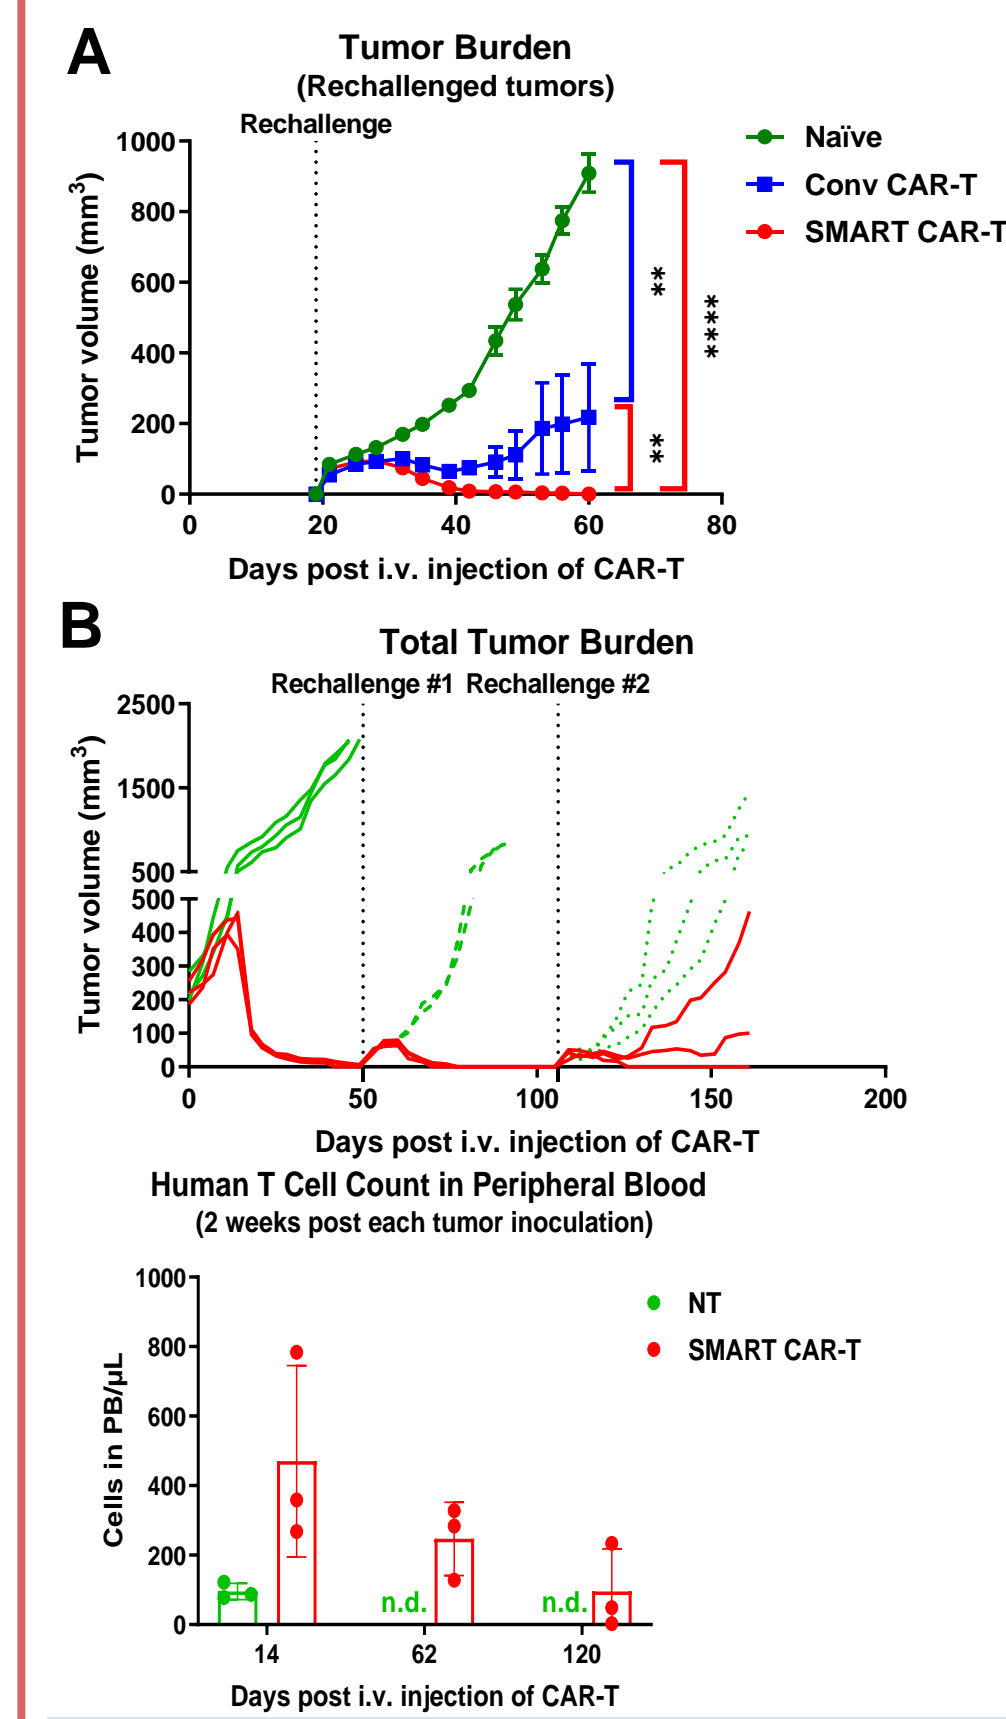 A
Tumor Burden
(Rechallenged tumors)
Rechallenge
Tumor volume (mm3)
1000
800
600
400
200
0
0 20 40 60 80
Days post i.v. injection of CAR-T
Naïve
Conv CAR-T
SMART CAR-T
**
****
**
B
Total Tumor Burden
Rechallenge #1 Rechallenge #2
Tumor volume (mm3)
2500
1500
500
500
400
300
200
100
0
0 50 100 150 200
Days post i.v. injection of CAR-T
Human T Cell Count in Peripheral Blood
(2 weeks post each tumor inoculation)
Cells in PB/µL
1000
800
600
400
200
0
n.d. n.d.
14 62 120
Days post i.v. injection of CAR-T
NT
SMART CAR-T